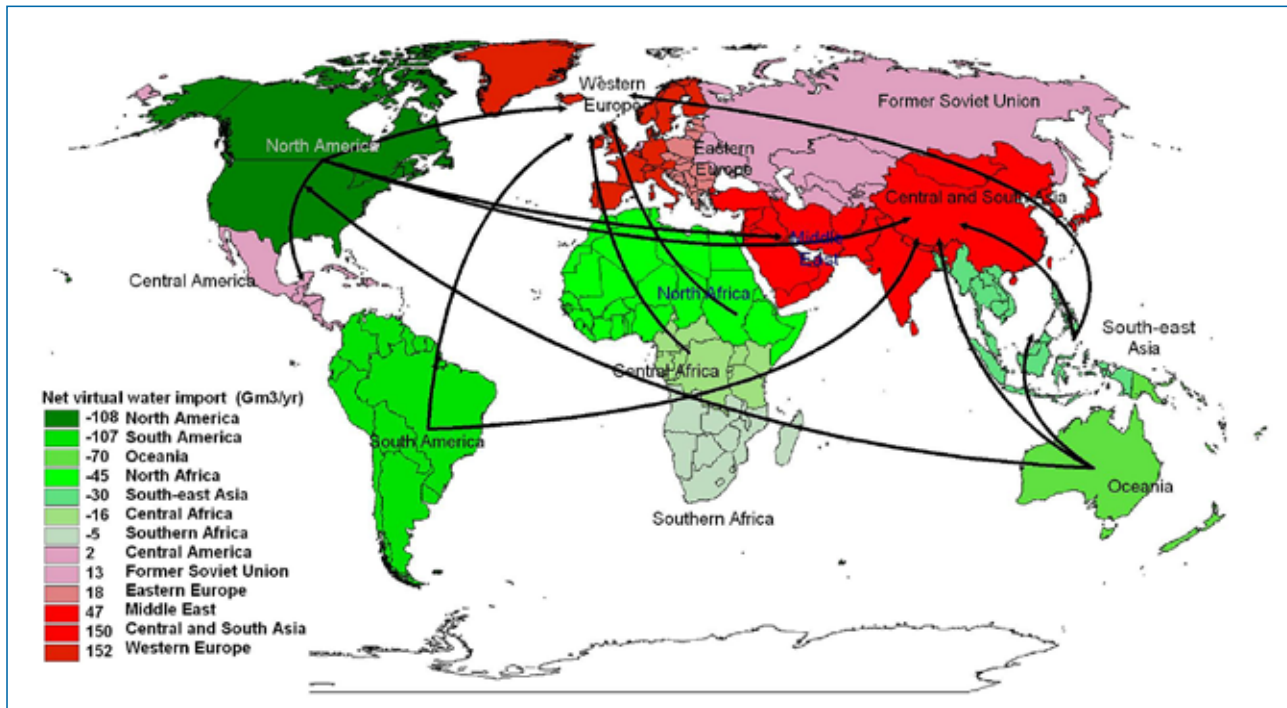 Western
Europe
Former Soviet Union
North America
Eastern
Europe
Central and South Asia
Middle
East
Central America
North Africa
South-east
Asia
Central Africa
South America
Oceania
Southern Africa
Net virtual water import (Gm3/yr)
-108 North America
-107 South America
-70 Oceania
-45 North Africa
-30 South-east Asia
-16 Central Africa
-5 Southern Africa
2 Central America
13 Former Soviet Union
18 Eastern Europe
47 Middle East
150 Central and South Asia
152 Western Europe